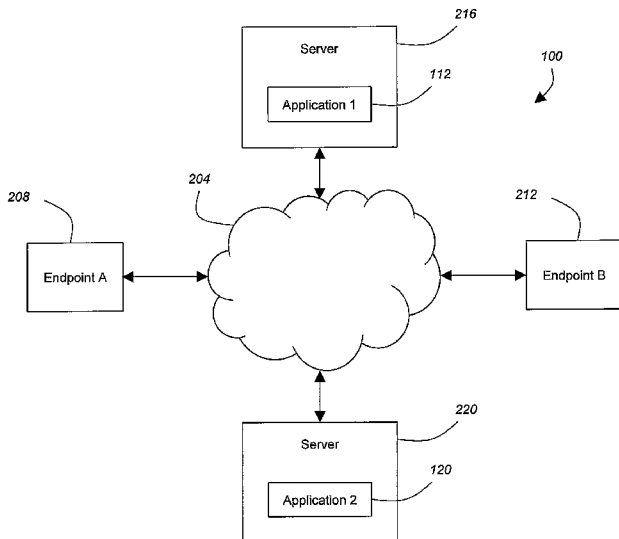 216
Server
100
112
Application 1
208
204
212
Endpoint A
Endpoint B
220
Server
120
Application 2